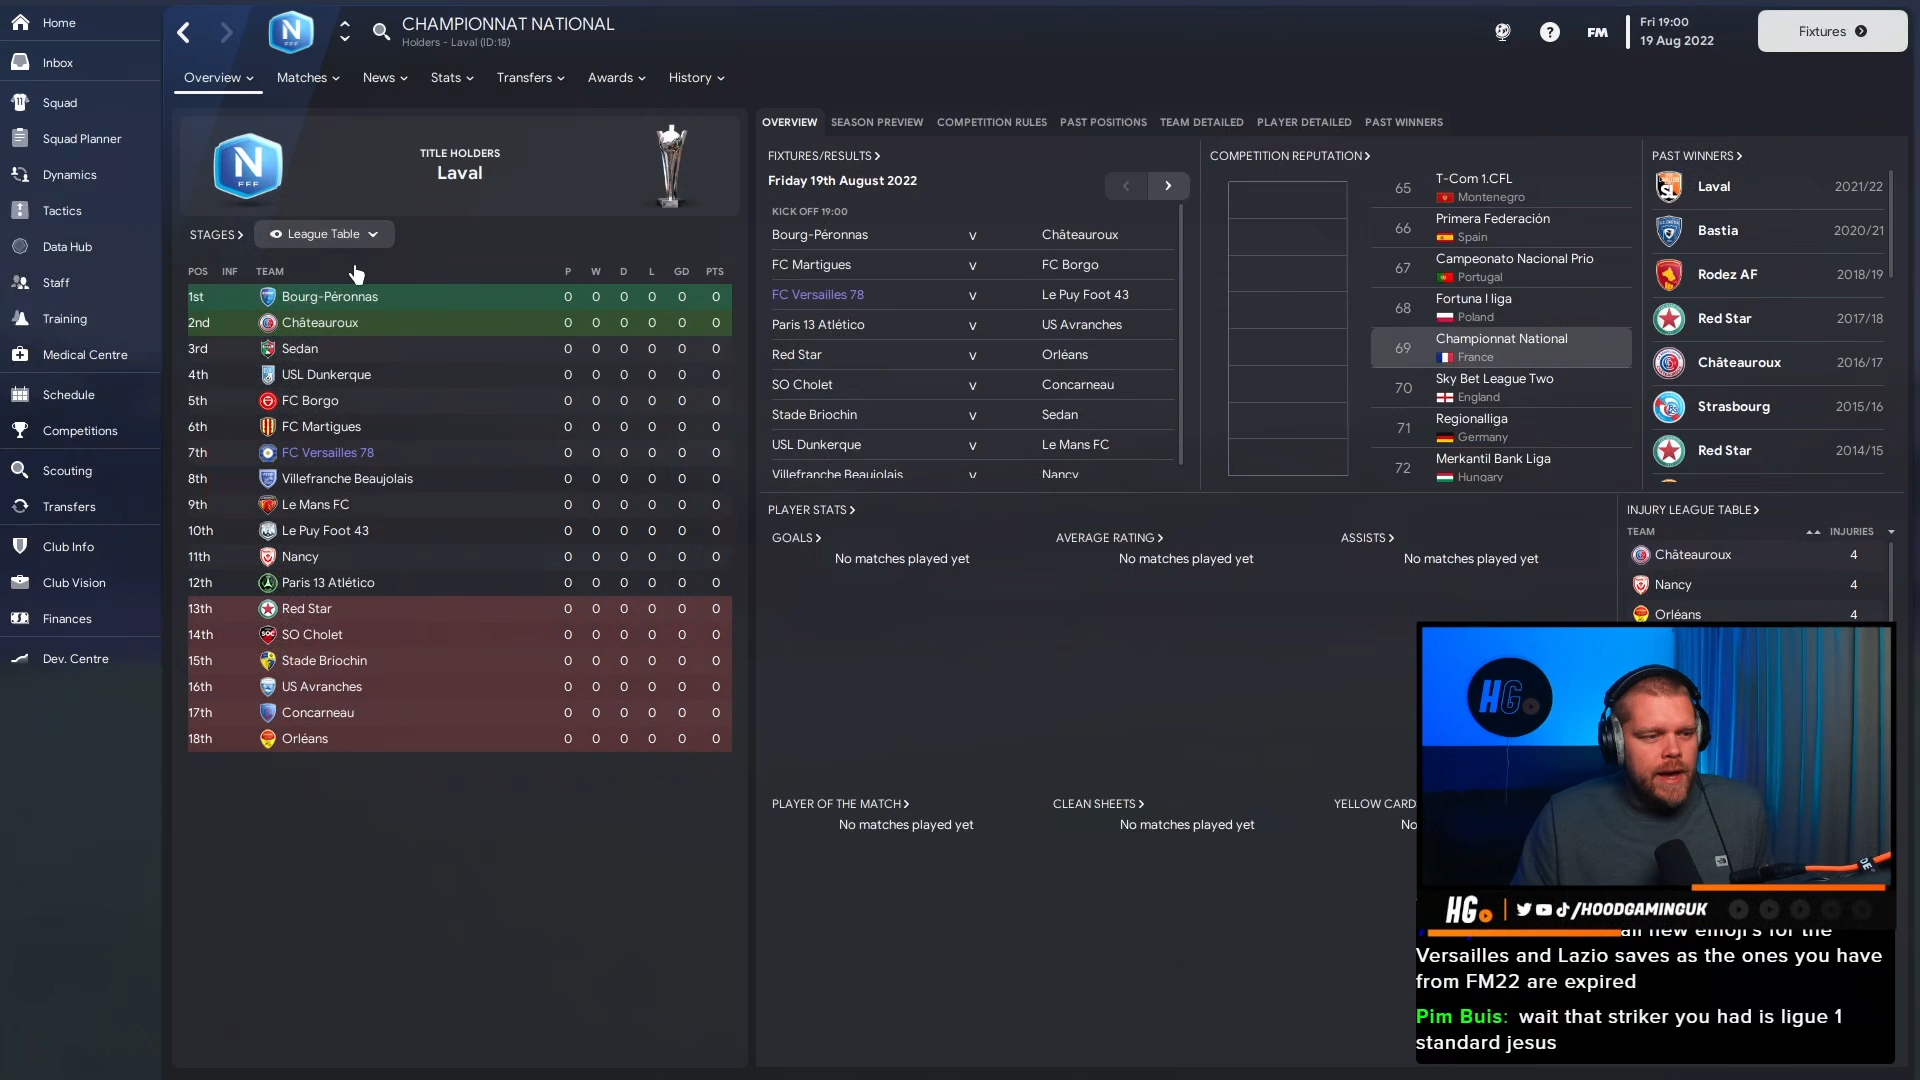 Home
Inbox
Squad
Squad Planner
Dynamics
Tactics
Data Hub
Staff
Training
Medical Centre
Schedule
Competitions
Scouting
Transfers
Club Info
Club Vision
Finances
Dev. Centre
N
FFF
CHAMPIONNAT NATIONAL
Holders - Laval (ID:18)
?
FM
Fri 19:00
19 Aug 2022
Fixtures
Overview
Matches
News
Stats
Transfers
Awards
History
N
FFF
TITLE HOLDERS
Laval
STAGES
League Table
POS INF TEAM P W D L GD PTS
1st Bourg-Péronnas 0 0 0 0 0 0
2nd Châteauroux 0 0 0 0 0 0
3rd Sedan 0 0 0 0 0 0
4th USL Dunkerque 0 0 0 0 0 0
5th FC Borgo 0 0 0 0 0 0
6th FC Martigues 0 0 0 0 0 0
7th FC Versailles 78 0 0 0 0 0 0
8th Villefranche Beaujolais 0 0 0 0 0 0
9th Le Mans FC 0 0 0 0 0 0
10th Le Puy Foot 43 0 0 0 0 0 0
11th Nancy 0 0 0 0 0 0
12th Paris 13 Atlético 0 0 0 0 0 0
13th Red Star 0 0 0 0 0 0
14th SO Cholet 0 0 0 0 0 0
15th Stade Briochin 0 0 0 0 0 0
16th US Avranches 0 0 0 0 0 0
17th Concarneau 0 0 0 0 0 0
18th Orléans 0 0 0 0 0 0
OVERVIEW SEASON PREVIEW COMPETITION RULES PAST POSITIONS TEAM DETAILED PLAYER DETAILED PAST WINNERS
FIXTURES/RESULTS
Friday 19th August 2022
KICK OFF 19:00
Bourg-Péronnas v Châteauroux
FC Martigues v FC Borgo
FC Versailles 78 v Le Puy Foot 43
Paris 13 Atlético v US Avranches
Red Star v Orléans
SO Cholet v Concarneau
Stade Briochin v Sedan
USL Dunkerque v Le Mans FC
Villefranche Beaujolais v Nancy
COMPETITION REPUTATION
65 T-Com 1.CFL
Montenegro
66 Primera Federación
Spain
67 Campeonato Nacional Prio
Portugal
68 Fortuna I liga
Poland
69 Championnat National
France
70 Sky Bet League Two
England
71 Regionalliga
Germany
72 Merkantil Bank Liga
Hungary
PAST WINNERS
Laval 2021/22
Bastia 2020/21
Rodez AF 2018/19
Red Star 2017/18
Châteauroux 2016/17
Strasbourg 2015/16
Red Star 2014/15
PLAYER STATS
GOALS
No matches played yet
AVERAGE RATING
No matches played yet
ASSISTS
No matches played yet
PLAYER OF THE MATCH
No matches played yet
CLEAN SHEETS
No matches played yet
YELLOW CARD
No
INJURY LEAGUE TABLE
TEAM INJURIES
Châteauroux 4
Nancy 4
Orléans 4
HG
HG
/HOODGAMINGUK
all new emoji's for the
Versailles and Lazio saves as the ones you have
from FM22 are expired
Pim Buis: wait that striker you had is ligue 1
standard jesus